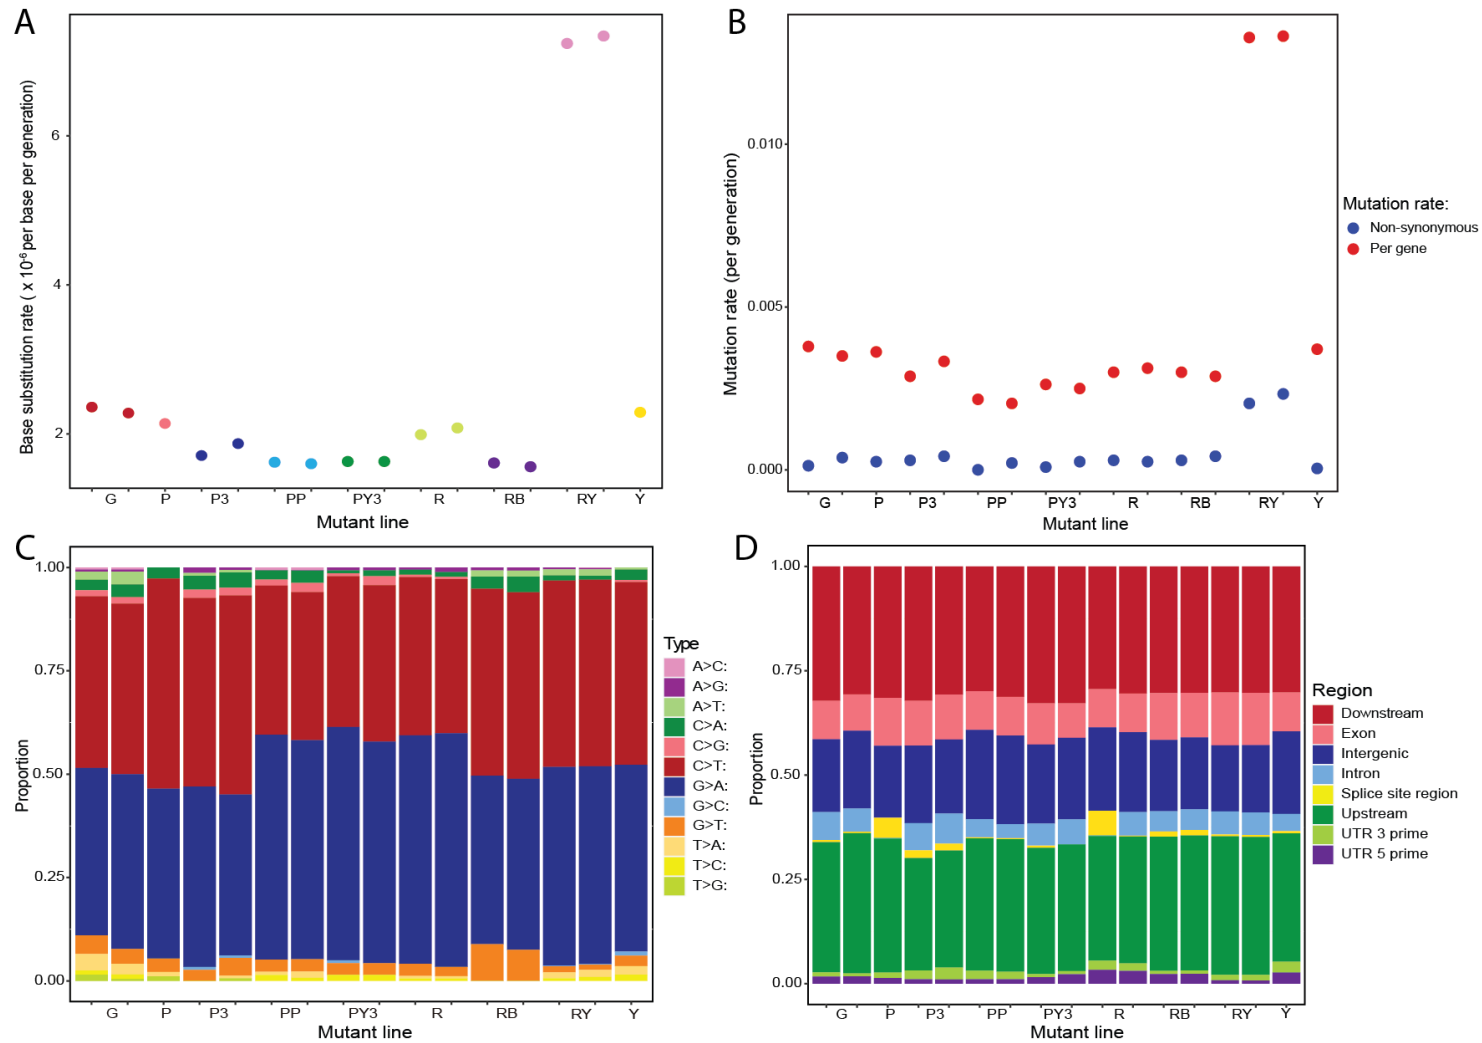 A
Base substitution rate ( x 10⁻⁶ per base per generation)
6
4
2
G P P3 PP PY3 R RB RY Y
Mutant line
B
Mutation rate (per generation)
0.010
0.005
0.000
G P P3 PP PY3 R RB RY Y
Mutant line
Mutation rate:
Non-synonymous
Per gene
C
Proportion
1.00
0.75
0.50
0.25
0.00
G P P3 PP PY3 R RB RY Y
Mutant line
Type
A>C:
A>G:
A>T:
C>A:
C>G:
C>T:
G>A:
G>C:
G>T:
T>A:
T>C:
T>G:
D
Proportion
1.00
0.75
0.50
0.25
0.00
G P P3 PP PY3 R RB RY Y
Mutant line
Region
Downstream
Exon
Intergenic
Intron
Splice site region
Upstream
UTR 3 prime
UTR 5 prime